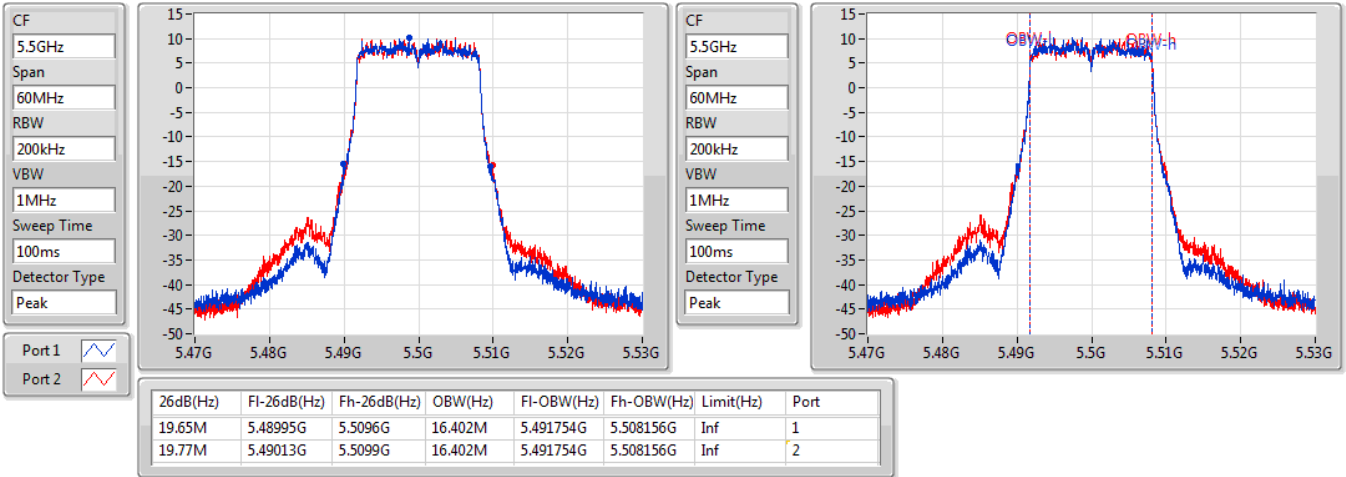 CF
5.5GHz
Span
60MHz
RBW
200kHz
VBW
1MHz
Sweep Time
100ms
Detector Type
Peak
Port 1
Port 2
15
10
5
0
-5
-10
-15
-20
-25
-30
-35
-40
-45
-50
5.47G 5.48G 5.49G 5.5G 5.51G 5.52G 5.53G
CF
5.5GHz
Span
60MHz
RBW
200kHz
VBW
1MHz
Sweep Time
100ms
Detector Type
Peak
15
10
5
0
-5
-10
-15
-20
-25
-30
-35
-40
-45
-50
OBW-l OBW-h
5.47G 5.48G 5.49G 5.5G 5.51G 5.52G 5.53G
26dB(Hz) Fl-26dB(Hz) Fh-26dB(Hz) OBW(Hz) Fl-OBW(Hz) Fh-OBW(Hz) Limit(Hz) Port
19.65M 5.48995G 5.5096G 16.402M 5.491754G 5.508156G Inf 1
19.77M 5.49013G 5.5099G 16.402M 5.491754G 5.508156G Inf 2